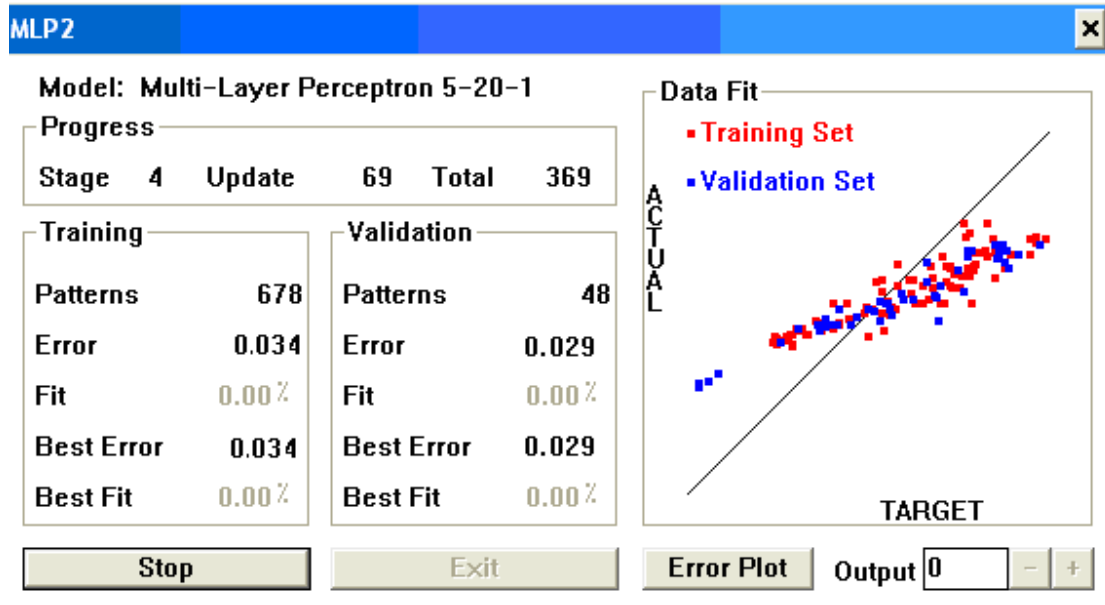 MLP2
Model: Multi-Layer Perceptron 5-20-1
Progress
Stage 4 Update 69 Total 369
Training
Patterns 678
Error 0.034
Fit 0.00%
Best Error 0.034
Best Fit 0.00%
Validation
Patterns 48
Error 0.029
Fit 0.00%
Best Error 0.029
Best Fit 0.00%
Data Fit
Training Set
Validation Set
ACTUAL
TARGET
Stop
Exit
Error Plot
Output 0
- +